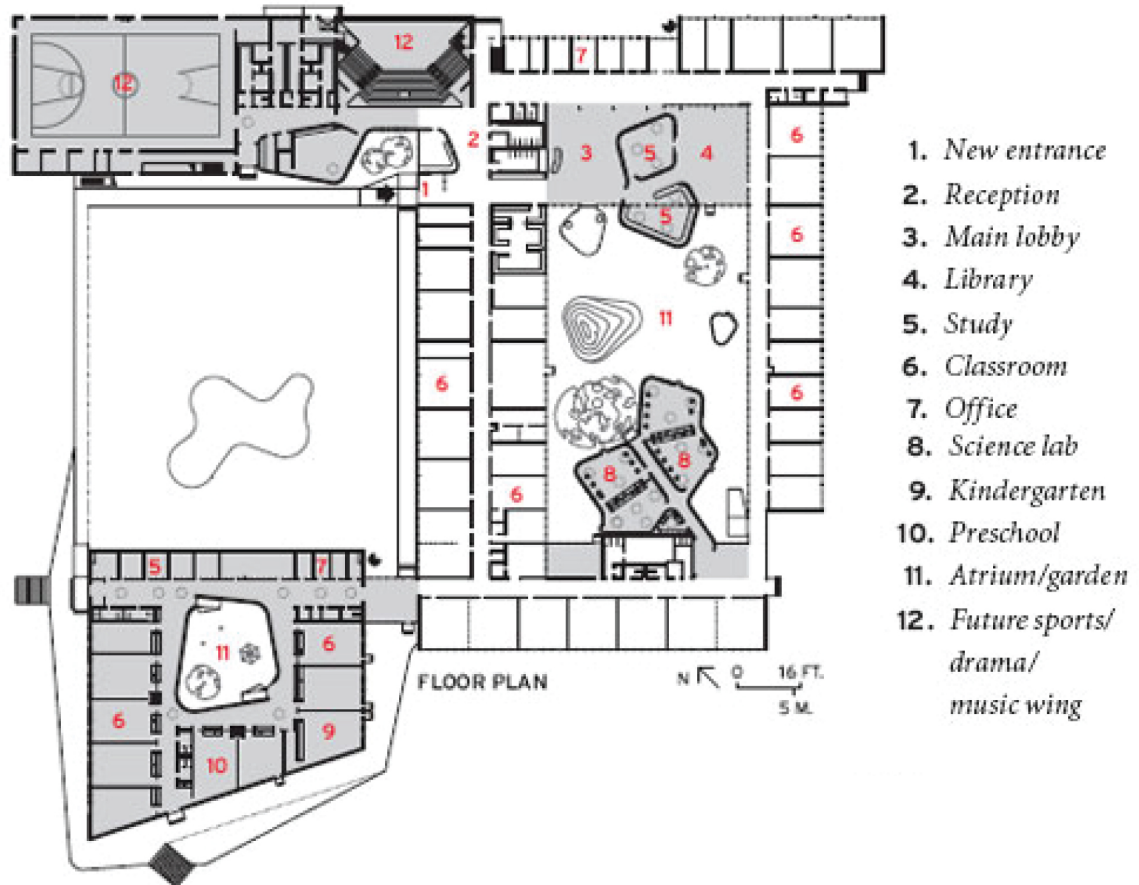 12
12
7
2
3
5
4
6
1
5
6
11
6
6
8
8
6
5
7
11
6
6
9
10
FLOOR PLAN
N 0 16 FT.
5 M.
1. New entrance
2. Reception
3. Main lobby
4. Library
5. Study
6. Classroom
7. Office
8. Science lab
9. Kindergarten
10. Preschool
11. Atrium/garden
12. Future sports/
drama/
music wing